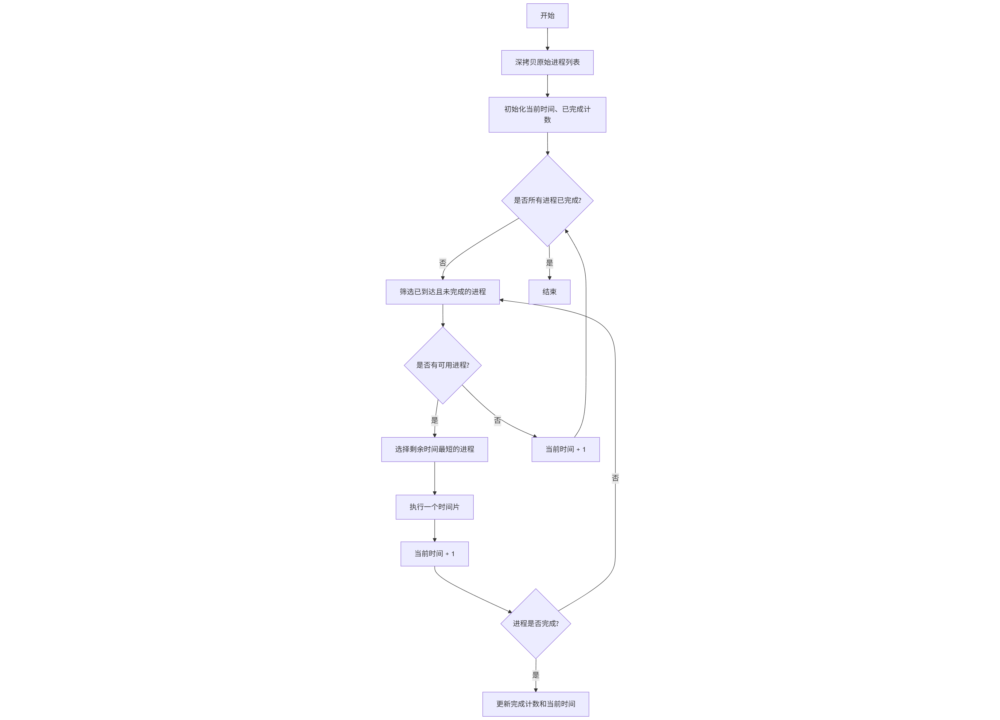 开始
深拷贝原始进程列表
初始化当前时间、已完成计
数
是否所有进程已完成?
否
是
筛选已到达且未完成的进程
结束
是否有可用进程?
是
否
选择剩余时间最短的进程
当前时间 + 1
否
执行一个时间片
当前时间 + 1
进程是否完成?
是
更新完成计数和当前时间